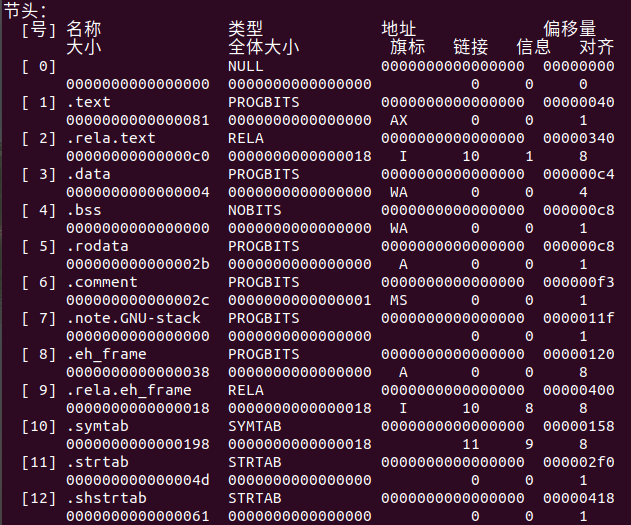 节头：
[号] 名称 类型 地址 偏移量
大小 全体大小 旗标 链接 信息 对齐
[ 0] NULL 0000000000000000 00000000
0000000000000000 0000000000000000 0 0 0
[ 1] .text PROGBITS 0000000000000000 00000040
0000000000000081 0000000000000000 AX 0 0 1
[ 2] .rela.text RELA 0000000000000000 00000340
00000000000000c0 0000000000000018 I 10 1 8
[ 3] .data PROGBITS 0000000000000000 000000c4
0000000000000004 0000000000000000 WA 0 0 4
[ 4] .bss NOBITS 0000000000000000 000000c8
0000000000000000 0000000000000000 WA 0 0 1
[ 5] .rodata PROGBITS 0000000000000000 000000c8
000000000000002b 0000000000000000 A 0 0 1
[ 6] .comment PROGBITS 0000000000000000 000000f3
000000000000002c 0000000000000001 MS 0 0 1
[ 7] .note.GNU-stack PROGBITS 0000000000000000 0000011f
0000000000000000 0000000000000000 0 0 1
[ 8] .eh_frame PROGBITS 0000000000000000 00000120
0000000000000038 0000000000000000 A 0 0 8
[ 9] .rela.eh_frame RELA 0000000000000000 00000400
0000000000000018 0000000000000018 I 10 8 8
[10] .symtab SYMTAB 0000000000000000 00000158
0000000000000198 0000000000000018 11 9 8
[11] .strtab STRTAB 0000000000000000 000002f0
000000000000004d 0000000000000000 0 0 1
[12] .shstrtab STRTAB 0000000000000000 00000418
0000000000000061 0000000000000000 0 0 1